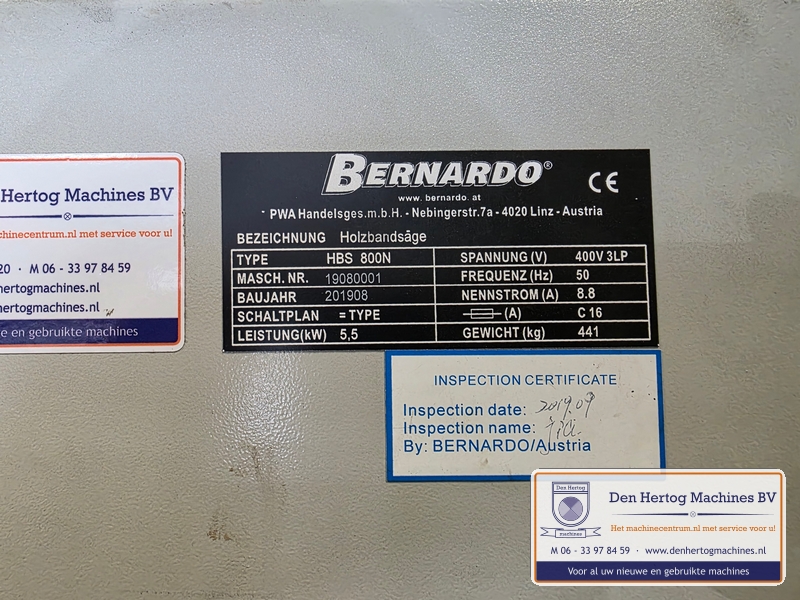 Hertog Machines BV
chinecentrum.nl met service voor u!
20 · M 06 - 33 97 84 59
hertogmachines.nl
hertogmachines.nl
e en gebruikte machines
BERNARDO®
CE
www. bernardo. at
PWA Handelsges.m.b.H. - Nebingerstr.7a - 4020 Linz - Austria
BEZEICHNUNG Holzbandsäge
TYPE HBS 800N SPANNUNG (V) 400V 3LP
MASCH. NR. 19080001 FREQUENZ (Hz) 50
BAUJAHR 201908 NENNSTROM (A) 8.8
SCHALTPLAN = TYPE (A) C 16
LEISTUNG(kW) 5,5 GEWICHT (kg) 441
INSPECTION CERTIFICATE
Inspection date: 2019.09
Inspection name:
By: BERNARDO/Austria
Den Hertog
machines
Den Hertog Machines BV
Het machinecentrum.nl met service voor u!
M 06 - 33 97 84 59 · www.denhertogmachines.nl
Voor al uw nieuwe en gebruikte machines